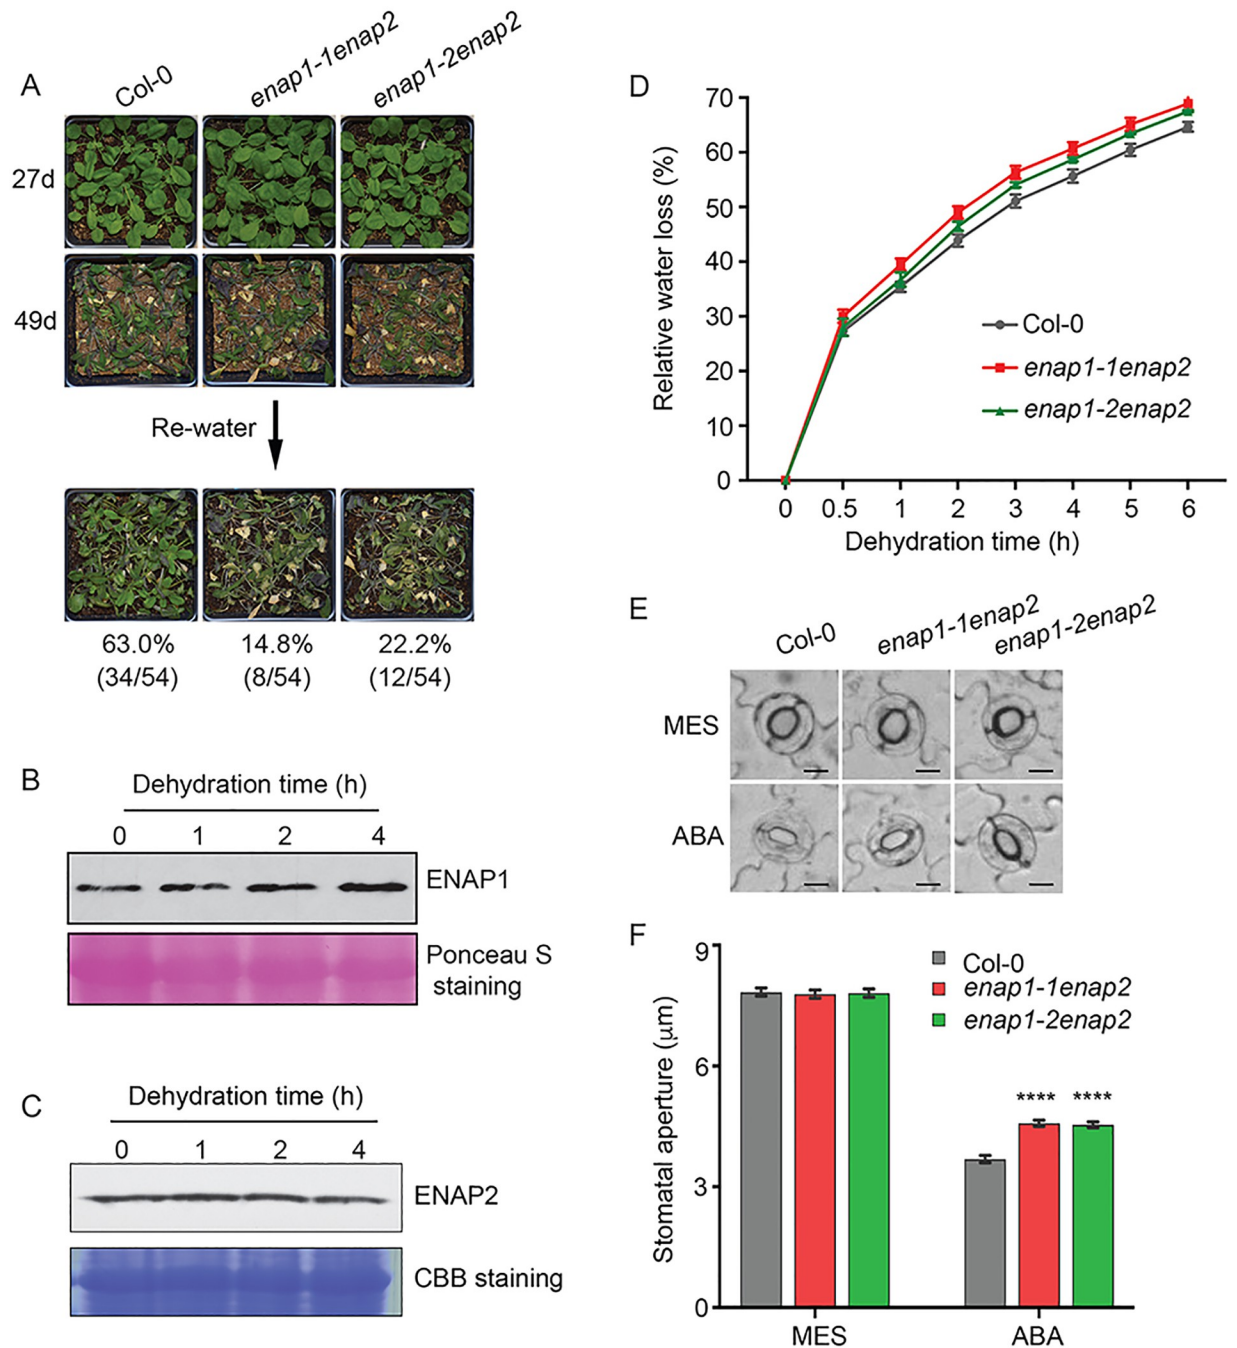 A
Col-0
enap1-1enap2
enap1-2enap2
27d
49d
Re-water
63.0%
14.8%
22.2%
(34/54)
(8/54)
(12/54)
B
Dehydration time (h)
0 1 2 4
ENAP1
Ponceau S
staining
C
Dehydration time (h)
0 1 2 4
ENAP2
CBB staining
D
Relative water loss (%)
70
60
50
40
30
20
10
0
Col-0
enap1-1enap2
enap1-2enap2
0 0.5 1 2 3 4 5 6
Dehydration time (h)
E
Col-0
enap1-1enap2
enap1-2enap2
MES
ABA
F
Stomatal aperture (μm)
9
6
3
0
Col-0
enap1-1enap2
enap1-2enap2
**** ****
MES ABA